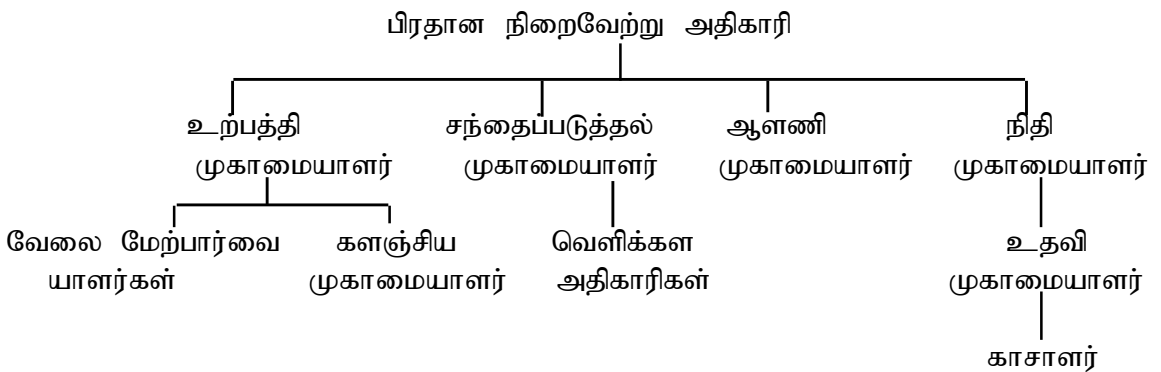 பிரதான நிறைவேற்று அதிகாரி
உற்பத்தி சந்தைப்படுத்தல் ஆளணி நிதி
முகாமையாளர் முகாமையாளர் முகாமையாளர் முகாமையாளர்
வேலை மேற்பார்வை களஞ்சிய வெளிக்கள உதவி
யாளர்கள் முகாமையாளர் அதிகாரிகள் முகாமையாளர்
காசாளர்